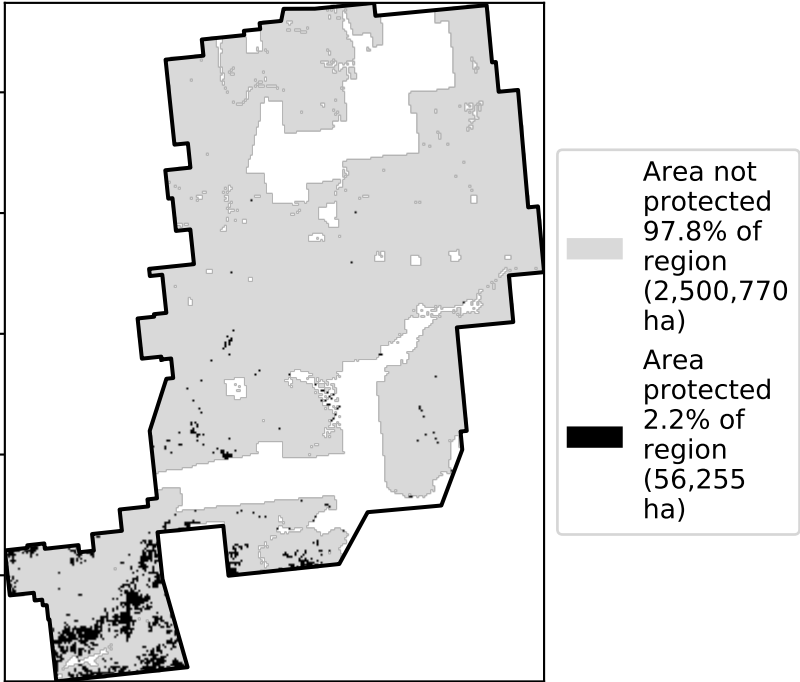 Area not
protected
97.8% of
region
(2,500,770
ha)
Area
protected
2.2% of
region
(56,255
ha)